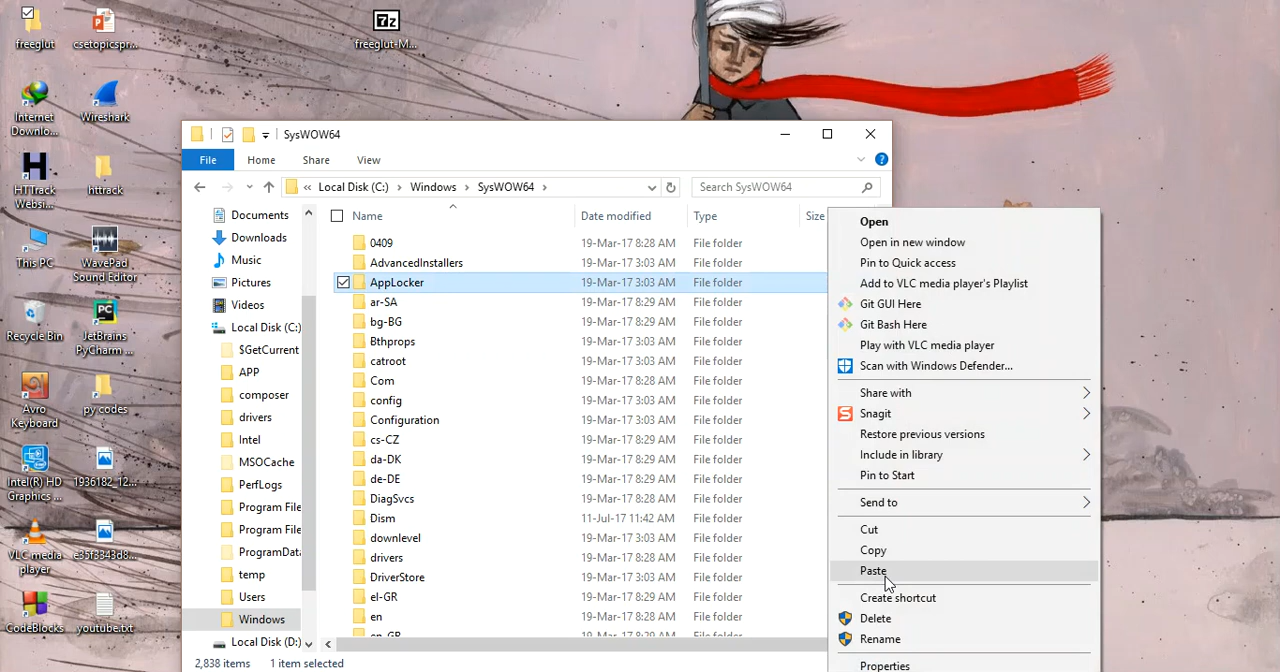 freeglut
csetopicspr...
freeglut-M...
Internet
Downlo...
Wireshark
HTTrack
Websi...
httrack
This PC
WavePad
Sound Editor
Recycle Bin
JetBrains
PyCharm ...
Avro
Keyboard
py codes
Intel(R) HD
Graphics ...
1936182_12...
VLC media
player
e35f3343d8...
CodeBlocks
youtube.txt
SysWOW64
File Home Share View
« Local Disk (C:) > Windows > SysWOW64 >
Search SysWOW64
Documents
Downloads
Music
Pictures
Videos
Local Disk (C:)
$GetCurrent
APP
composer
drivers
Intel
MSOCache
PerfLogs
Program File
Program File
ProgramData
temp
Users
Windows
Local Disk (D:)
Name Date modified Type Size
0409 19-Mar-17 8:28 AM File folder
AdvancedInstallers 19-Mar-17 3:03 AM File folder
AppLocker 19-Mar-17 3:03 AM File folder
ar-SA 19-Mar-17 8:29 AM File folder
bg-BG 19-Mar-17 8:29 AM File folder
Bthprops 19-Mar-17 3:03 AM File folder
catroot 19-Mar-17 3:03 AM File folder
Com 19-Mar-17 8:28 AM File folder
config 19-Mar-17 3:03 AM File folder
Configuration 19-Mar-17 3:03 AM File folder
cs-CZ 19-Mar-17 8:29 AM File folder
da-DK 19-Mar-17 8:29 AM File folder
de-DE 19-Mar-17 8:29 AM File folder
DiagSvcs 19-Mar-17 8:28 AM File folder
Dism 11-Jul-17 11:42 AM File folder
downlevel 19-Mar-17 3:03 AM File folder
drivers 19-Mar-17 8:28 AM File folder
DriverStore 19-Mar-17 3:03 AM File folder
el-GR 19-Mar-17 8:29 AM File folder
en 19-Mar-17 8:28 AM File folder
en-GB 19-Mar-17 8:29 AM File folder
2,838 items 1 item selected
Open
Open in new window
Pin to Quick access
Add to VLC media player's Playlist
Git GUI Here
Git Bash Here
Play with VLC media player
Scan with Windows Defender...
Share with
Snagit
Restore previous versions
Include in library
Pin to Start
Send to
Cut
Copy
Paste
Create shortcut
Delete
Rename
Properties